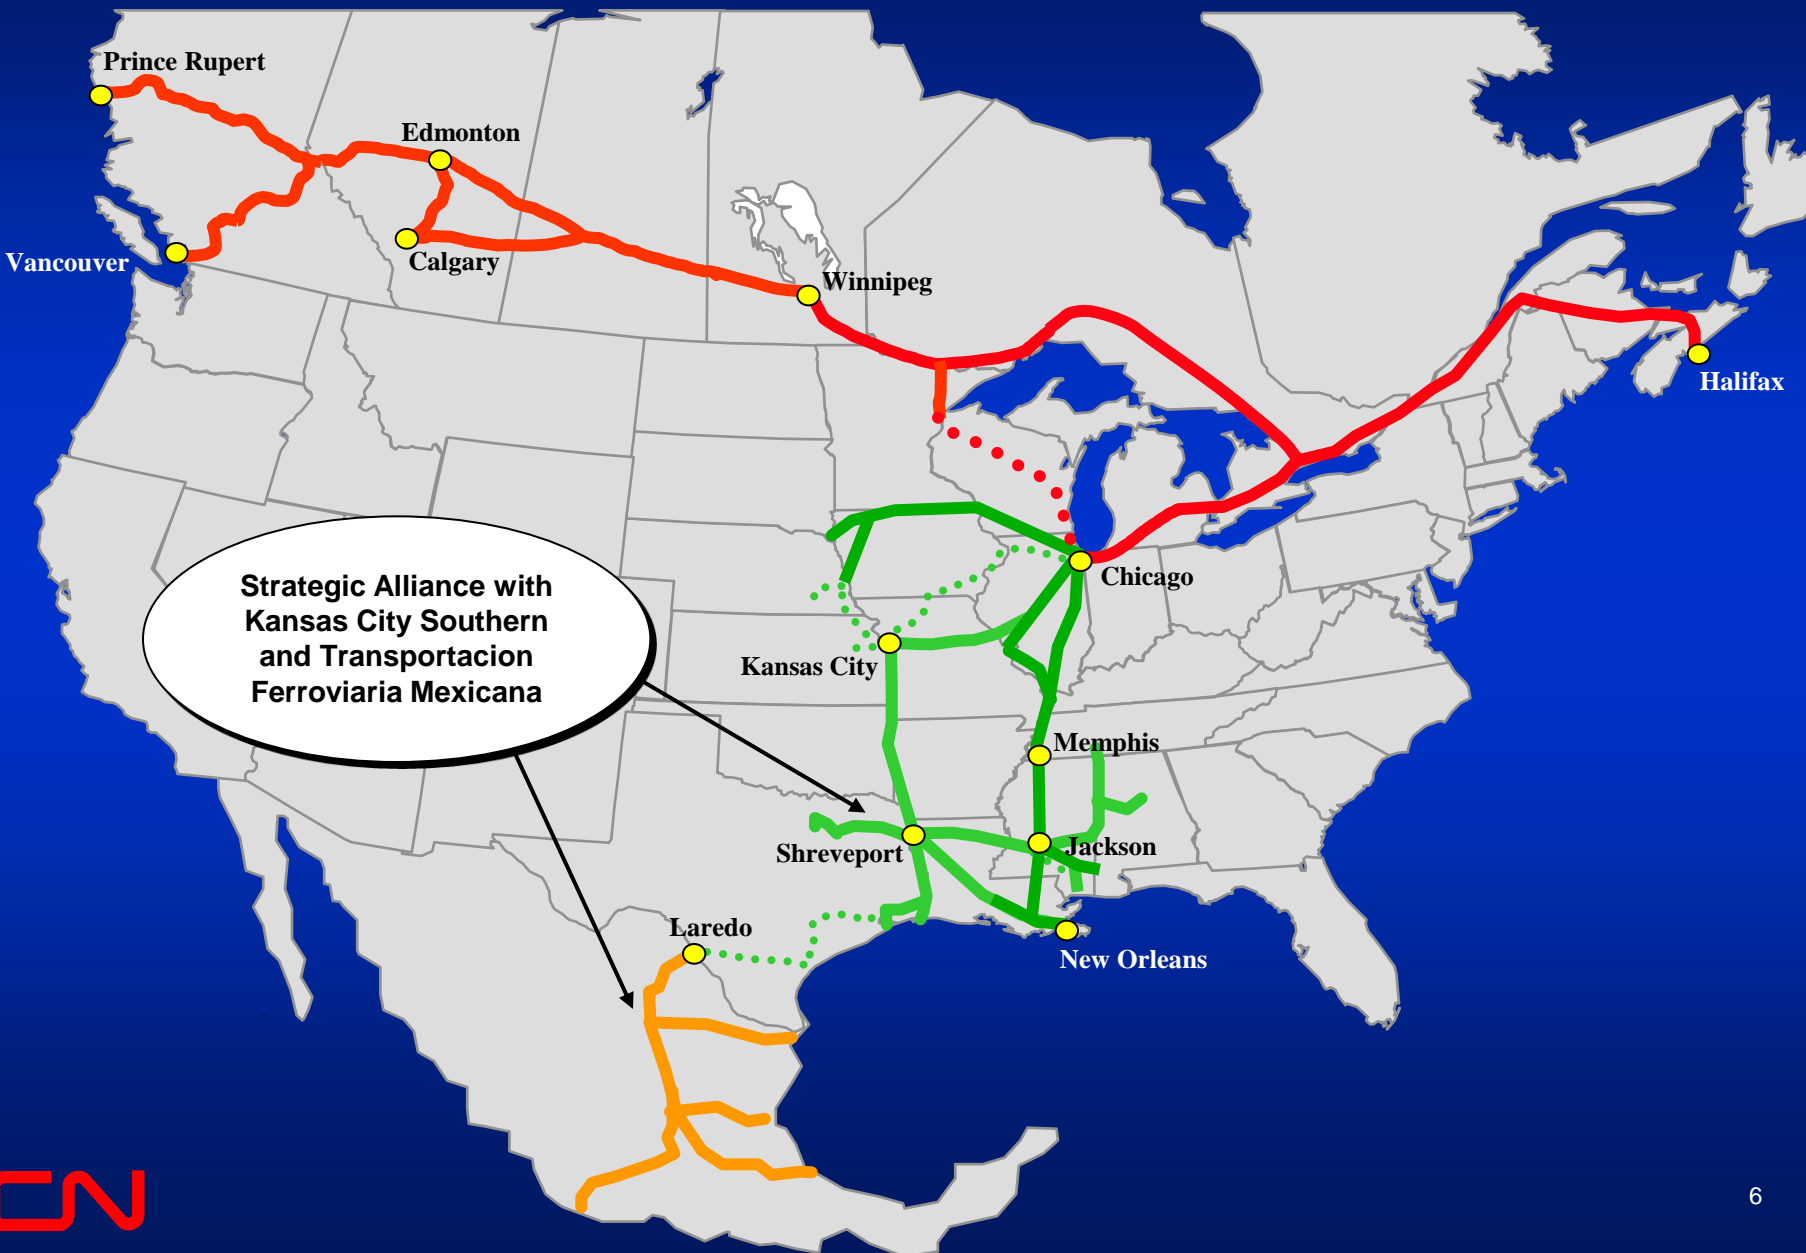 Prince Rupert
Edmonton
Vancouver
Calgary
Winnipeg
Halifax
Strategic Alliance with
Kansas City Southern
and Transportacion
Ferroviaria Mexicana
Chicago
Kansas City
Memphis
Shreveport
Jackson
Laredo
New Orleans
CN
6